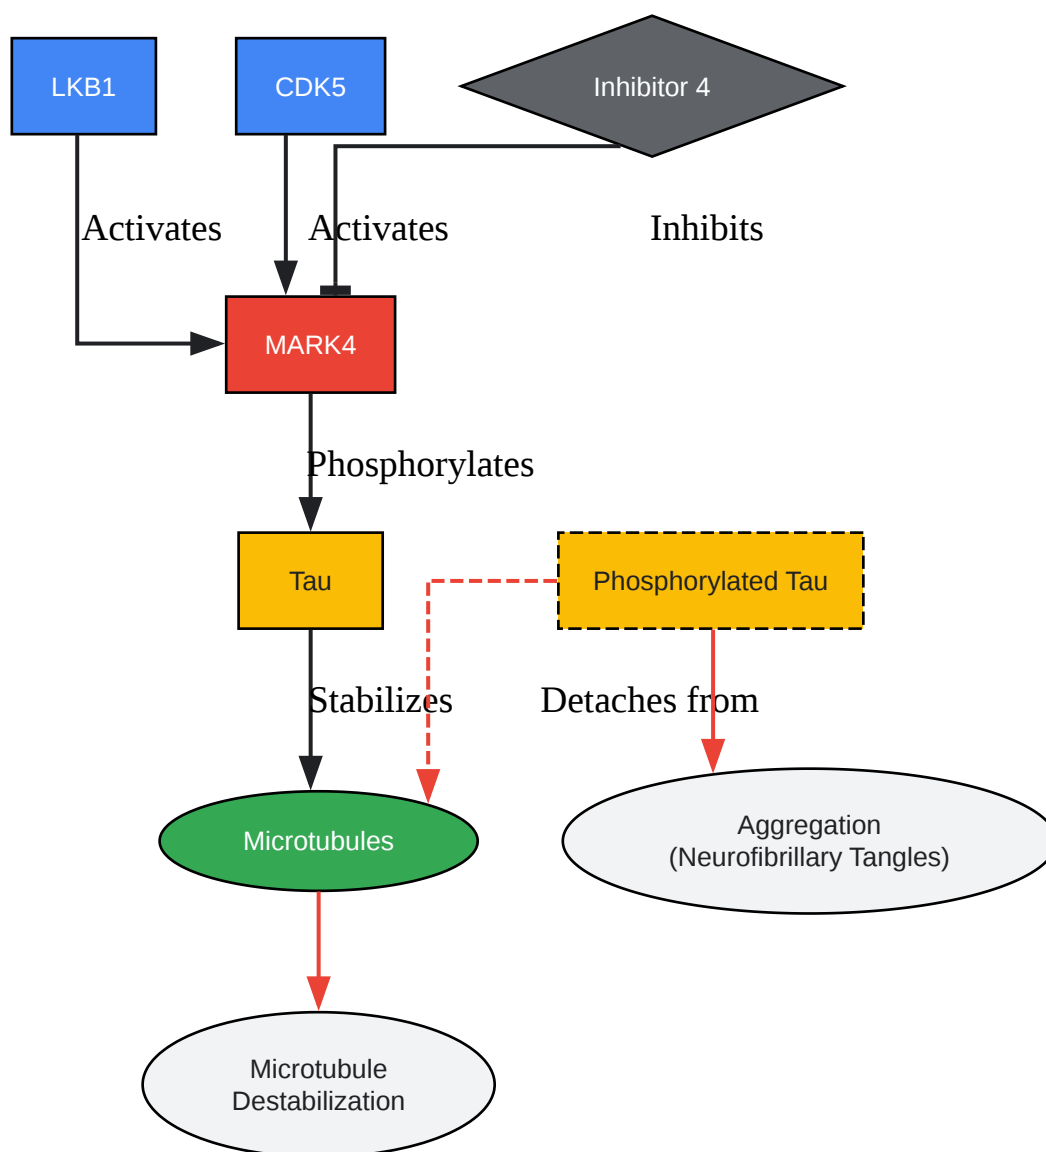 LKB1
CDK5
Inhibitor 4
Activates
Activates
Inhibits
MARK4
Phosphorylates
Tau
Phosphorylated Tau
Stabilizes
Detaches from
Microtubules
Aggregation
(Neurofibrillary Tangles)
Microtubule
Destabilization